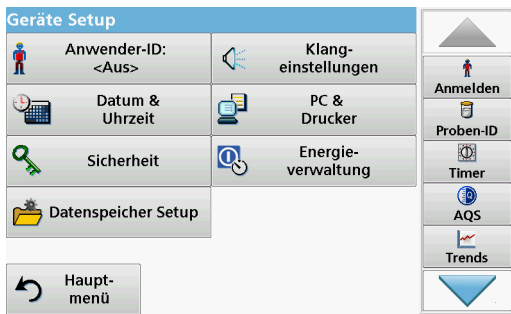 Geräte Setup
Anwender-ID:
<Aus>
Klang-
einstellungen
Datum &
Uhrzeit
PC &
Drucker
Sicherheit
Energie-
verwaltung
Datenspeicher Setup
Haupt-
menü
Anmelden
Proben-ID
Timer
AQS
Trends